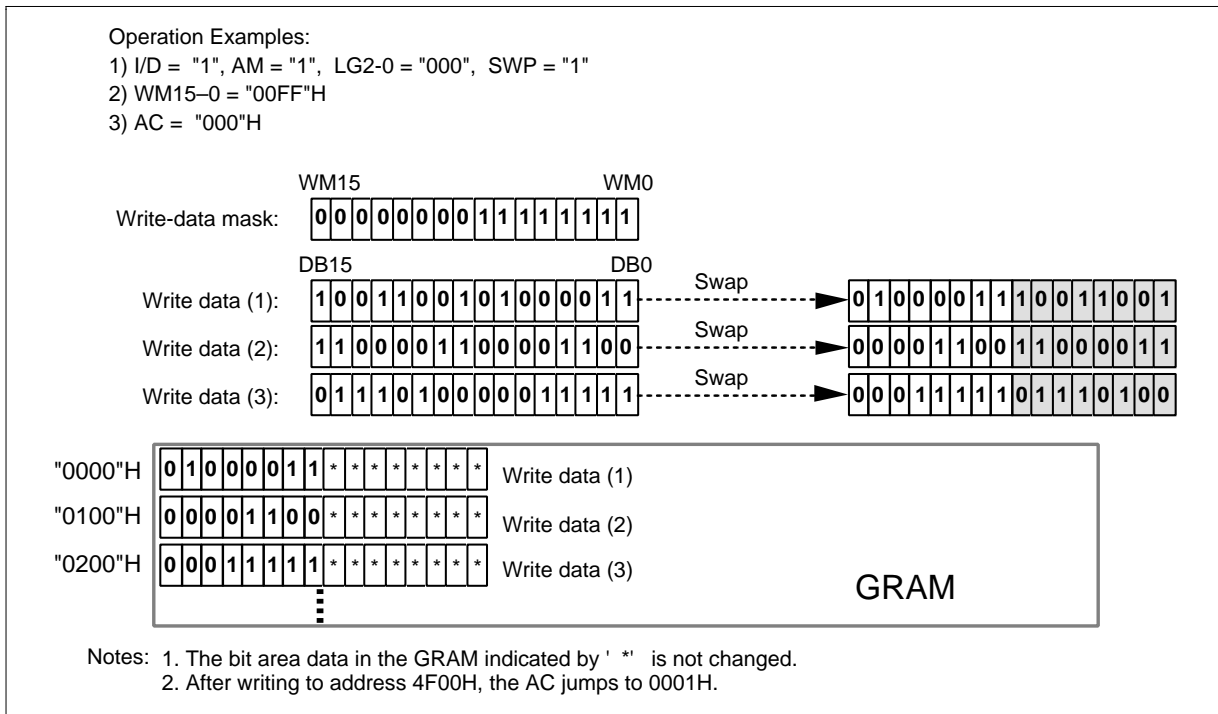 Operation Examples:
1) I/D = "1", AM = "1", LG2-0 = "000", SWP = "1"
2) WM15–0 = "00FF"H
3) AC = "000"H
WM15 WM0
Write-data mask: 0 0 0 0 0 0 0 0 1 1 1 1 1 1 1 1
DB15 DB0
Write data (1): 1 0 0 1 1 0 0 1 0 1 0 0 0 0 1 1 Swap 0 1 0 0 0 0 1 1 1 0 0 1 1 0 0 1
Write data (2): 1 1 0 0 0 0 1 1 0 0 0 0 1 1 0 0 Swap 0 0 0 0 1 1 0 0 1 1 0 0 0 0 1 1
Write data (3): 0 1 1 1 0 1 0 0 0 0 0 1 1 1 1 1 Swap 0 0 0 1 1 1 1 1 0 1 1 1 0 1 0 0
"0000"H 0 1 0 0 0 0 1 1 * * * * * * * * Write data (1)
"0100"H 0 0 0 0 1 1 0 0 * * * * * * * * Write data (2)
"0200"H 0 0 0 1 1 1 1 1 * * * * * * * * Write data (3)
GRAM
Notes: 1. The bit area data in the GRAM indicated by ' *' is not changed.
2. After writing to address 4F00H, the AC jumps to 0001H.